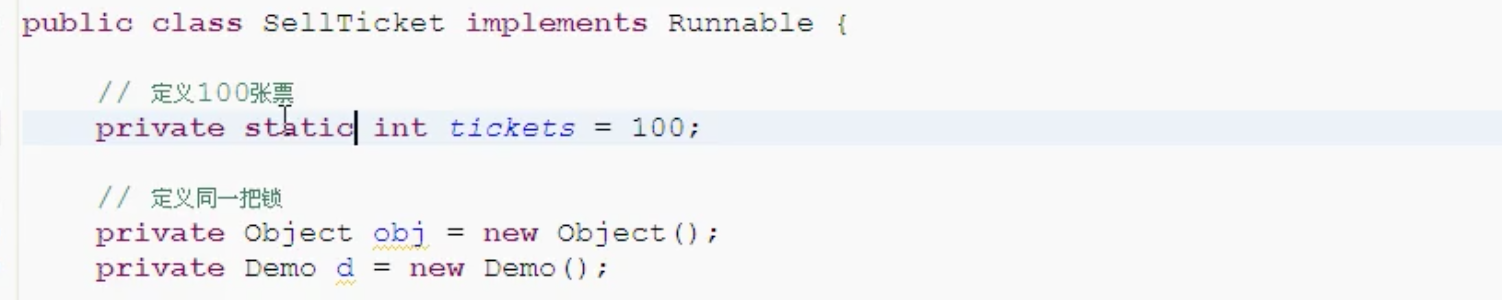 public class SellTicket implements Runnable {
// 定义100张票
private static int tickets = 100;
// 定义同一把锁
private Object obj = new Object();
private Demo d = new Demo();